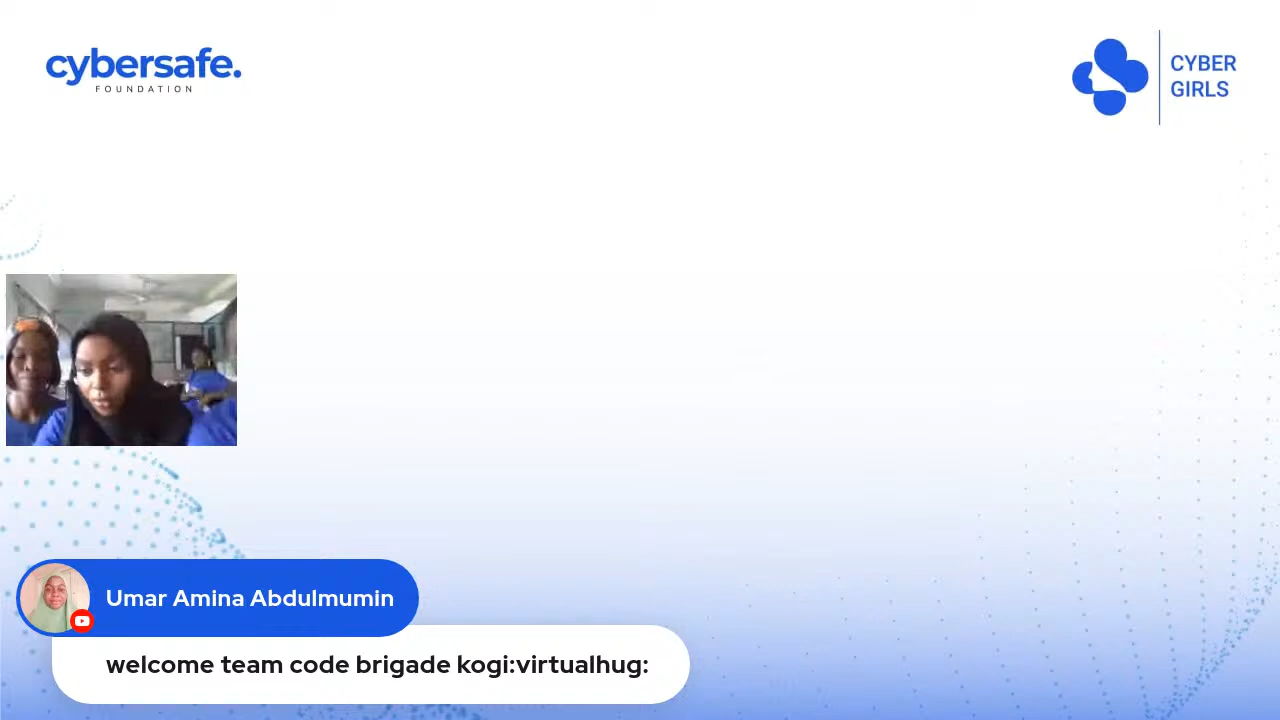 cybersafe.
FOUNDATION
CYBER
GIRLS
Umar Amina Abdulmumin
welcome team code brigade kogi:virtualhug: